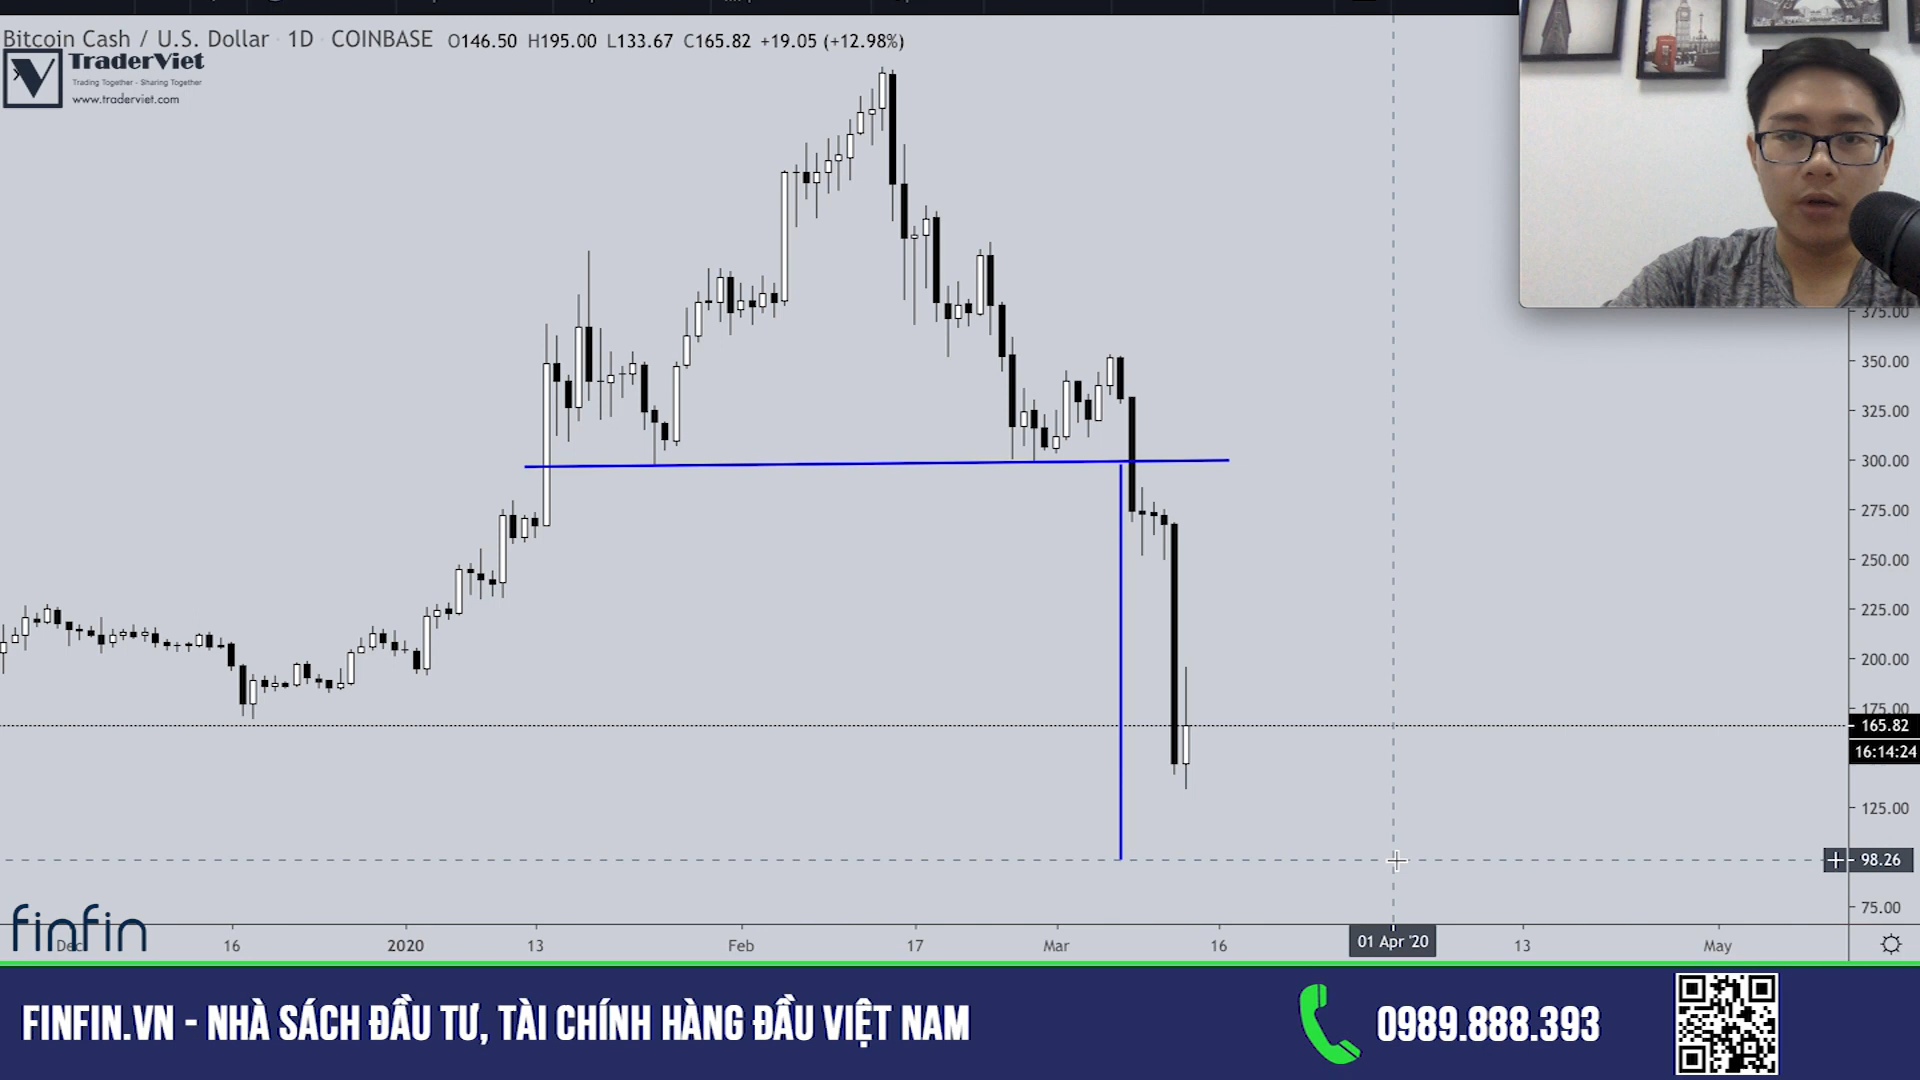 Bitcoin Cash / U.S. Dollar · 1D · COINBASE O146.50 H195.00 L133.67 C165.82 +19.05 (+12.98%)
TraderViet
Trading Together - Sharing Together
www.traderviet.com
375.00
350.00
325.00
300.00
275.00
250.00
225.00
200.00
175.00
165.82
16:14:24
125.00
98.26
75.00
finfin
Dec 16 2020 13 Feb 17 Mar 16 01 Apr '20 13 May
FINFIN.VN - NHÀ SÁCH ĐẦU TƯ, TÀI CHÍNH HÀNG ĐẦU VIỆT NAM
0989.888.393